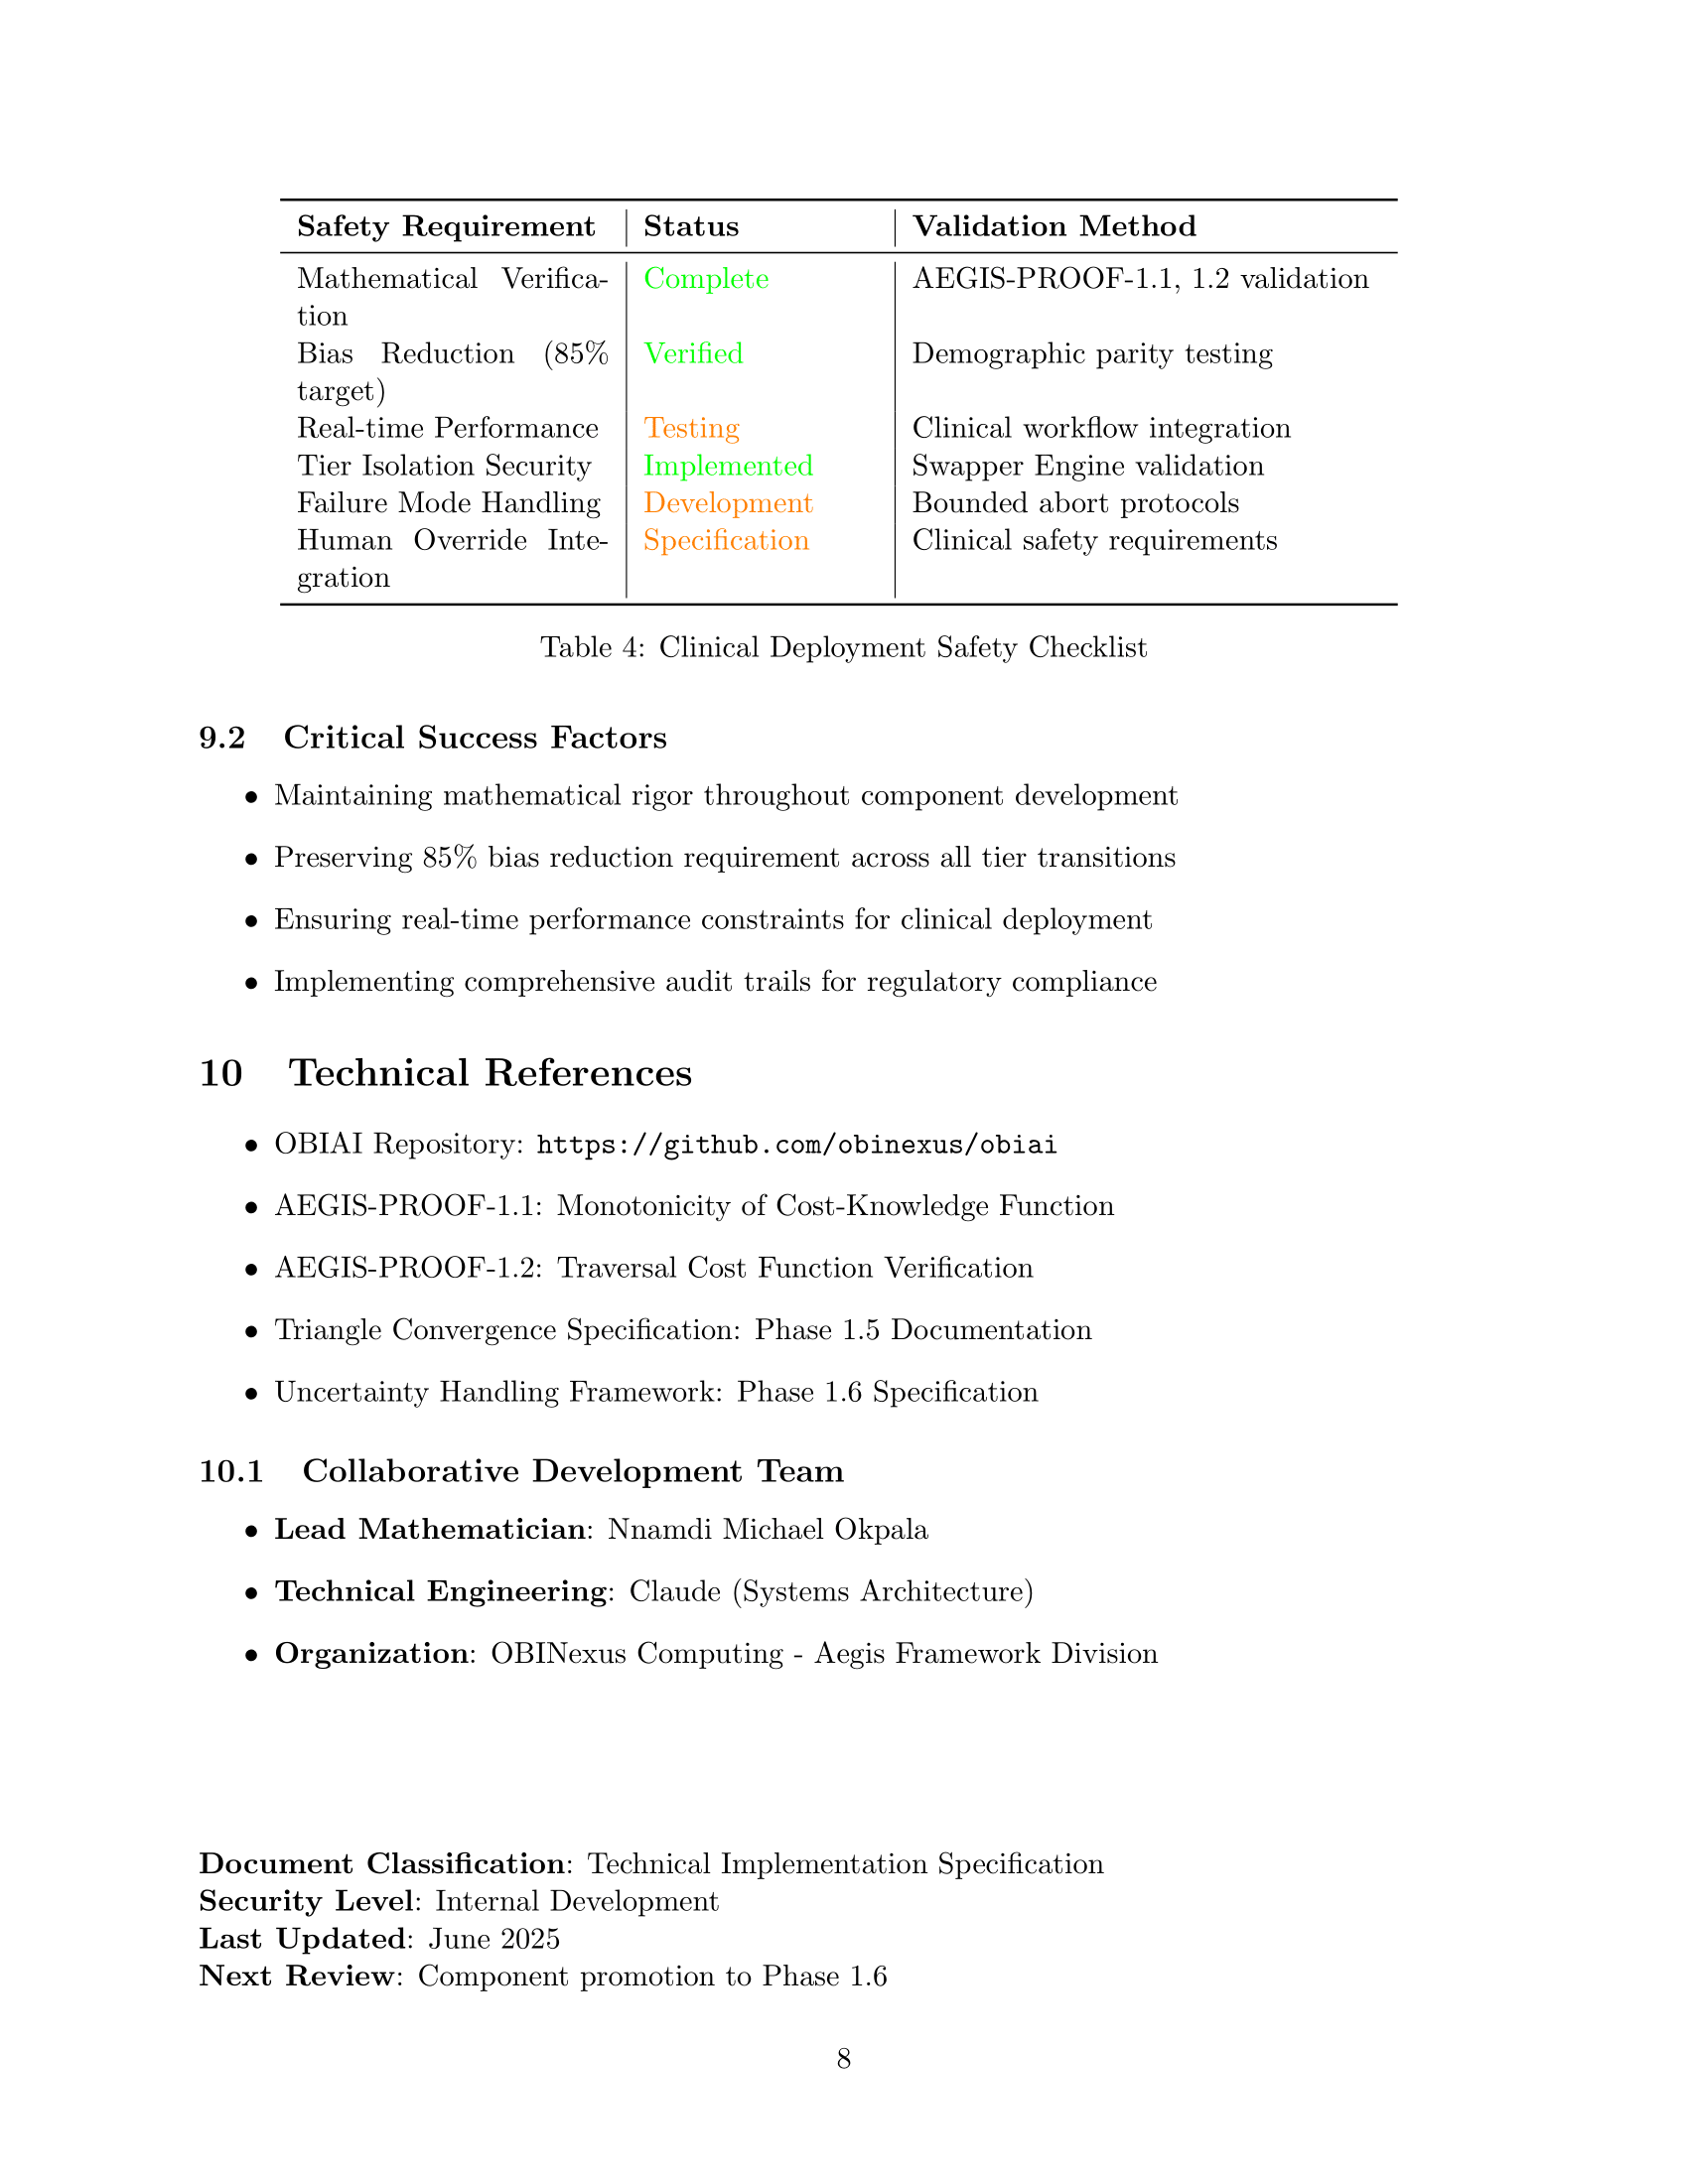 Safety Requirement Status Validation Method
Mathematical Verifica- Complete AEGIS-PROOF-1.1, 1.2 validation
tion
Bias Reduction (85% Verified Demographic parity testing
target)
Real-time Performance Testing Clinical workflow integration
Tier Isolation Security Implemented Swapper Engine validation
Failure Mode Handling Development Bounded abort protocols
Human Override Inte- Specification Clinical safety requirements
gration
Table 4: Clinical Deployment Safety Checklist
9.2 Critical Success Factors
• Maintaining mathematical rigor throughout component development
• Preserving 85% bias reduction requirement across all tier transitions
• Ensuring real-time performance constraints for clinical deployment
• Implementing comprehensive audit trails for regulatory compliance
10 Technical References
• OBIAI Repository: https://github.com/obinexus/obiai
• AEGIS-PROOF-1.1: Monotonicity of Cost-Knowledge Function
• AEGIS-PROOF-1.2: Traversal Cost Function Verification
• Triangle Convergence Specification: Phase 1.5 Documentation
• Uncertainty Handling Framework: Phase 1.6 Specification
10.1 Collaborative Development Team
• Lead Mathematician: Nnamdi Michael Okpala
• Technical Engineering: Claude (Systems Architecture)
• Organization: OBINexus Computing - Aegis Framework Division
Document Classification: Technical Implementation Specification
Security Level: Internal Development
Last Updated: June 2025
Next Review: Component promotion to Phase 1.6
8